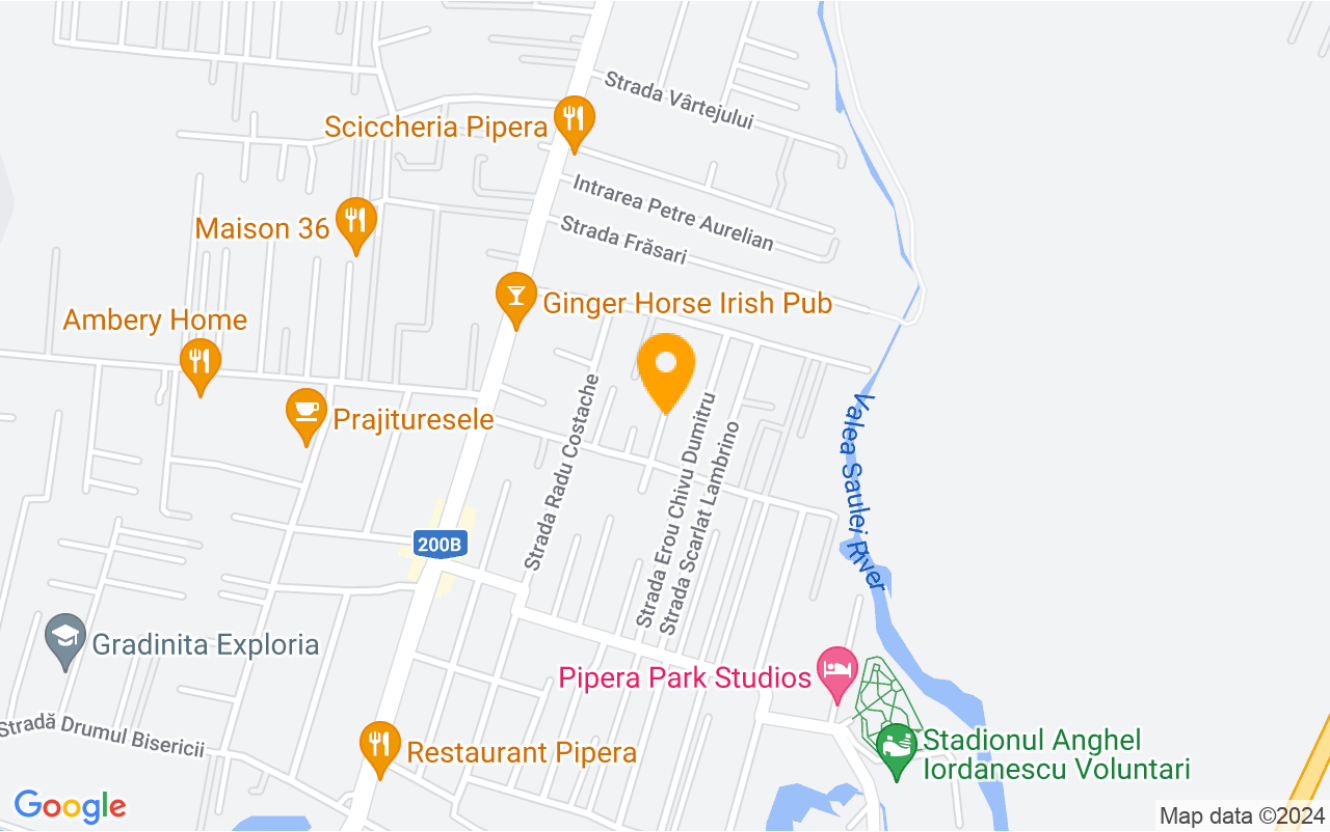 Strada Vârtejului
Sciccheria Pipera
Intrarea Petre Aurelian
Maison 36
Strada Frăsari
Ginger Horse Irish Pub
Ambery Home
Prajituresele
Strada Radu Costache
Strada Erou Chivu Dumitru
Strada Scarlat Lambrino
Valea Saulei River
200B
Gradinita Exploria
Pipera Park Studios
Stradă Drumul Bisericii
Restaurant Pipera
Stadionul Anghel
Iordanescu Voluntari
Google
Map data ©2024